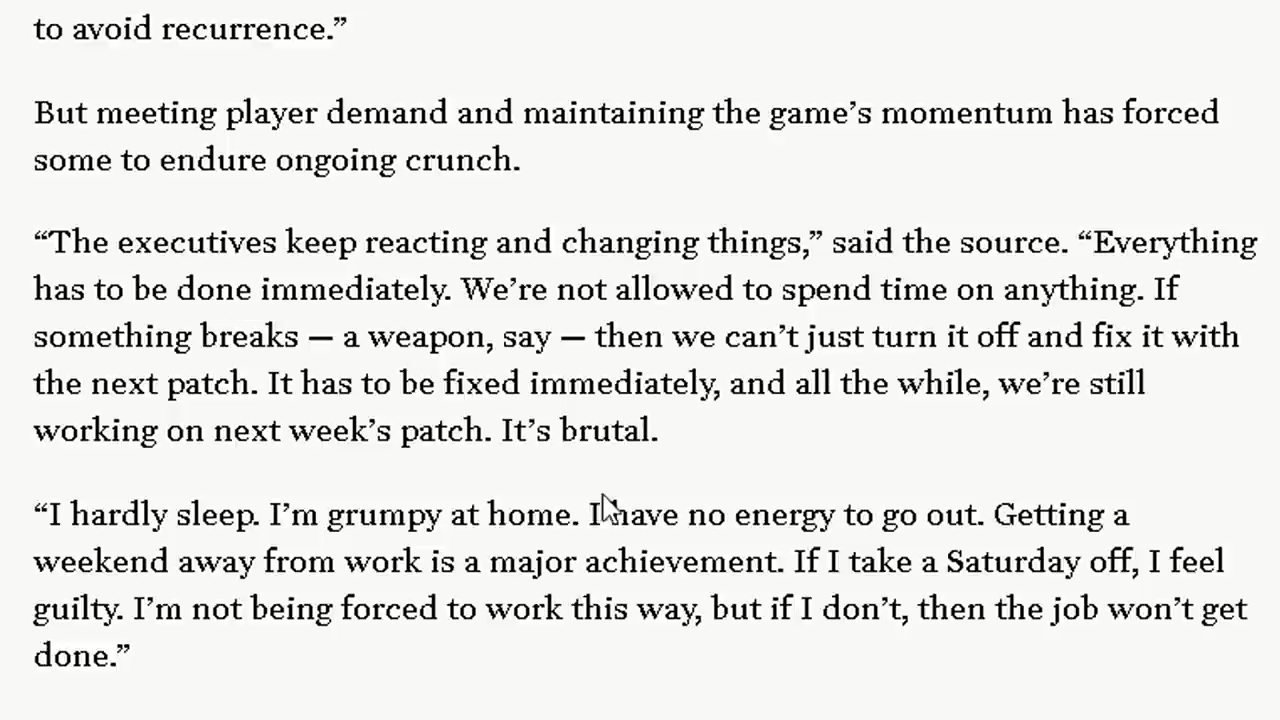 to avoid recurrence.”
But meeting player demand and maintaining the game’s momentum has forced
some to endure ongoing crunch.
“The executives keep reacting and changing things,” said the source. “Everything
has to be done immediately. We’re not allowed to spend time on anything. If
something breaks — a weapon, say — then we can’t just turn it off and fix it with
the next patch. It has to be fixed immediately, and all the while, we’re still
working on next week’s patch. It’s brutal.
“I hardly sleep. I’m grumpy at home. I have no energy to go out. Getting a
weekend away from work is a major achievement. If I take a Saturday off, I feel
guilty. I’m not being forced to work this way, but if I don’t, then the job won’t get
done.”